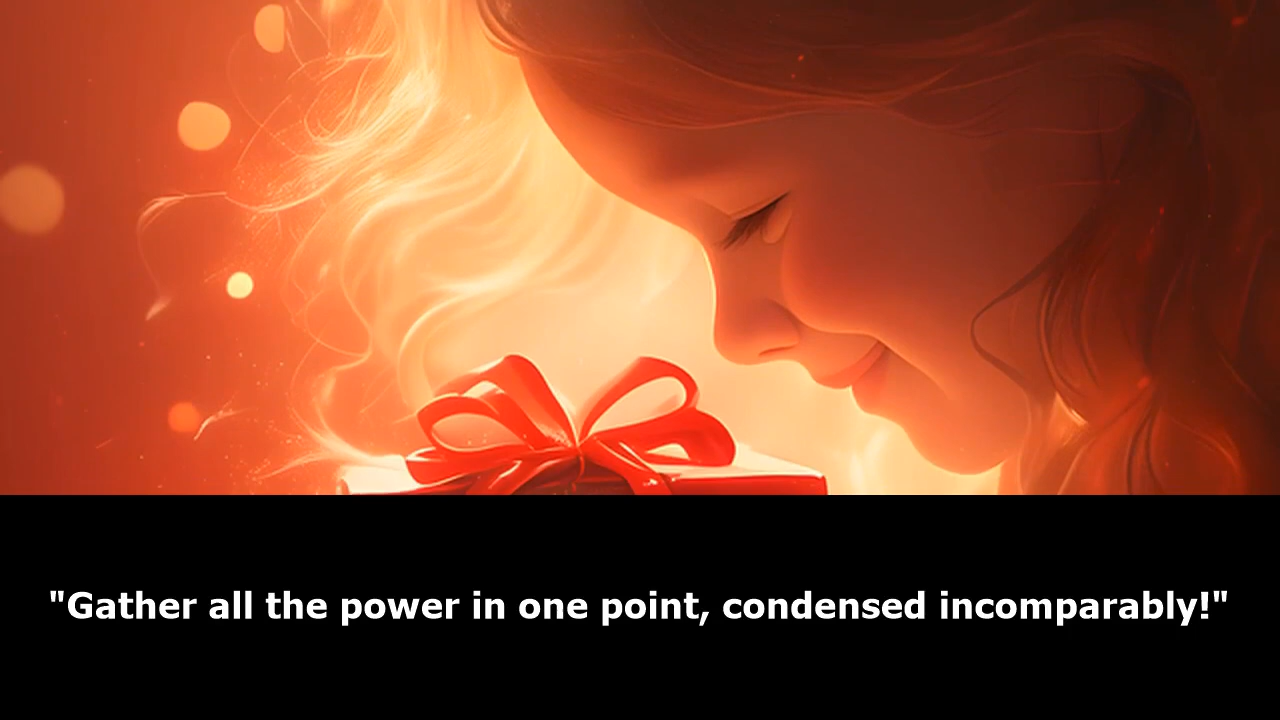 "Gather all the power in one point, condensed incomparably!"